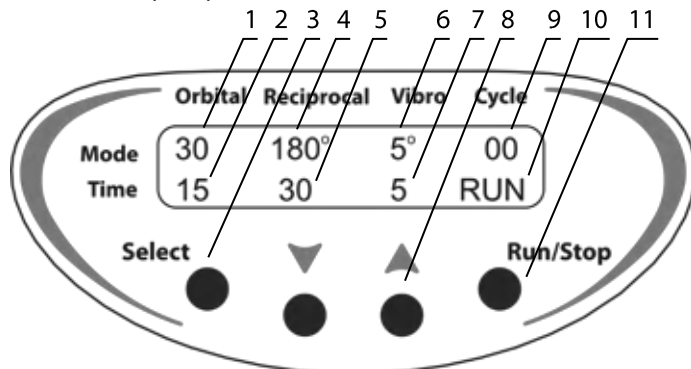 1 2 3 4 5 6 7 8 9 10 11
Orbital Reciprocal Vibro Cycle
Mode 30 180° 5° 00
Time 15 30 5 RUN
Select Run/Stop